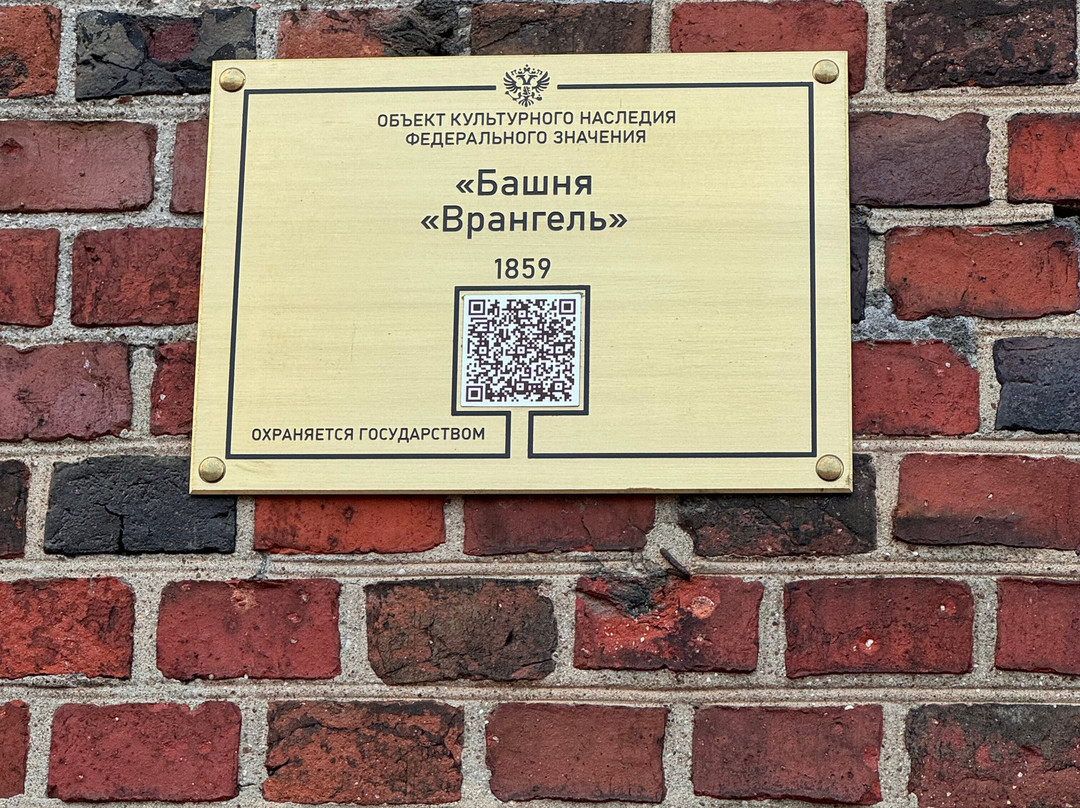 ОБЪЕКТ КУЛЬТУРНОГО НАСЛЕДИЯ
ФЕДЕРАЛЬНОГО ЗНАЧЕНИЯ
«Башня
«Врангель»
1859
ОХРАНЯЕТСЯ ГОСУДАРСТВОМ